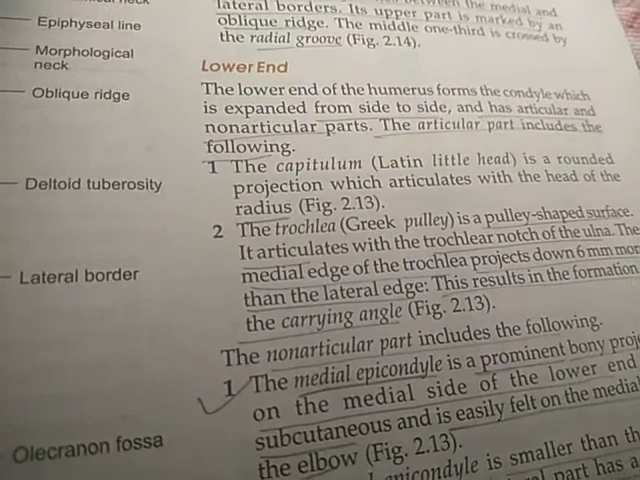 Epiphyseal line
Morphological
neck
Oblique ridge
Deltoid tuberosity
Lateral border
Olecranon fossa
lateral borders. Its upper part is marked by an
oblique ridge. The middle one-third is crossed by
the radial groove (Fig. 2.14).
Lower End
The lower end of the humerus forms the condyle which
is expanded from side to side, and has articular and
nonarticular parts. The articular part includes the
following.
1 The capitulum (Latin little head) is a rounded
projection which articulates with the head of the
radius (Fig. 2.13).
2 The trochlea (Greek pulley) is a pulley-shaped surface.
It articulates with the trochlear notch of the ulna. The
medial edge of the trochlea projects down 6 mm mor
than the lateral edge: This results in the formation
the carrying angle (Fig. 2.13).
The nonarticular part includes the following.
1 The medial epicondyle is a prominent bony proje
on the medial side of the lower end
subcutaneous and is easily felt on the medial
the elbow (Fig. 2.13).
epicondyle is smaller than th
part has a